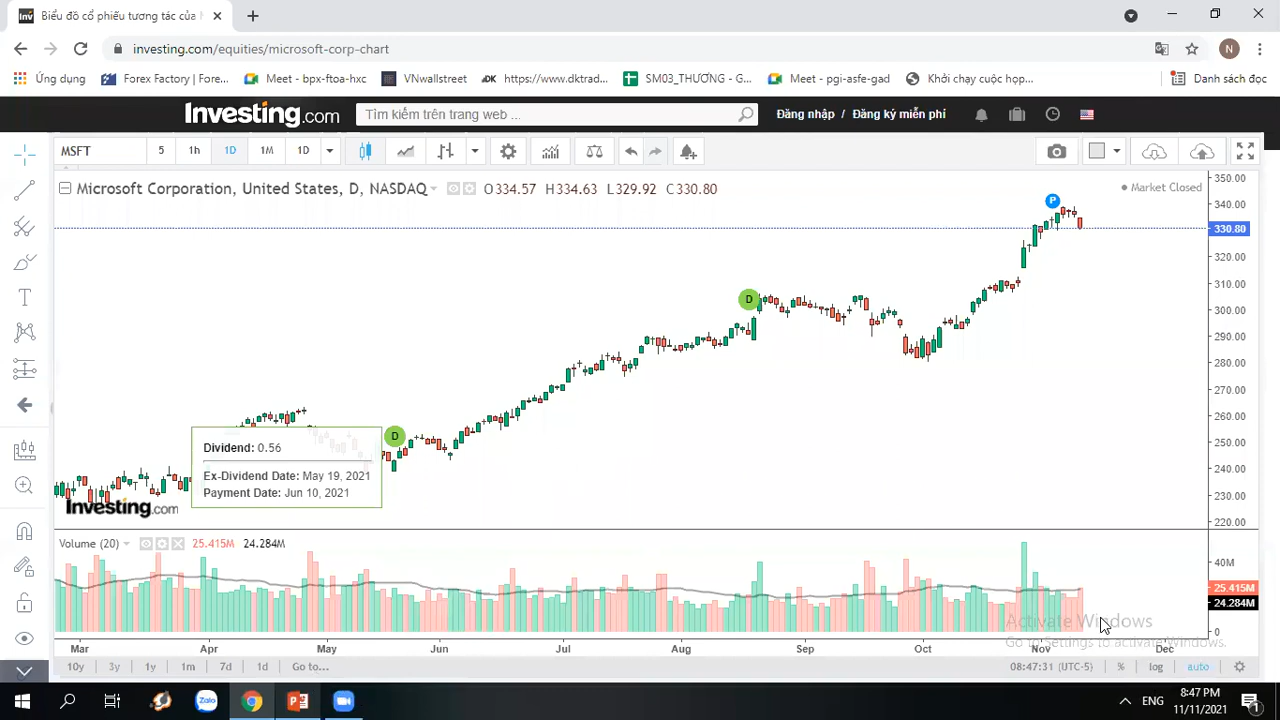 Inv Biểu đồ cổ phiếu tương tác của
investing.com/equities/microsoft-corp-chart N
Ứng dụng Forex Factory | Fore... Meet - bpx-ftoa-hxc VNwallstreet DK https://www.dktrad... SM03_THƯƠNG - G... Meet - pgi-asfe-gad Khởi chạy cuộc họp... Danh sách đọc
Investing.com Tìm kiếm trên trang web ... Đăng nhập / Đăng ký miễn phí
MSFT 5 1h 1D 1M 1D
Microsoft Corporation, United States, D, NASDAQ O334.57 H334.63 L329.92 C330.80 Market Closed
350.00
P
340.00
330.80
320.00
310.00
D
300.00
290.00
280.00
270.00
260.00
D
250.00
240.00
230.00
220.00
Dividend: 0.56
Ex-Dividend Date: May 19, 2021
Payment Date: Jun 10, 2021
Investing.com
Volume (20) 25.415M 24.284M
40M
25.415M
24.284M
0
Activate Windows
Go to Settings to activate Windows.
Mar Apr May Jun Jul Aug Sep Oct Nov Dec
10y 3y 1y 1m 7d 1d Go to... 08:47:31 (UTC-5) % log auto
Zalo ENG 8:47 PM
11/11/2021 1